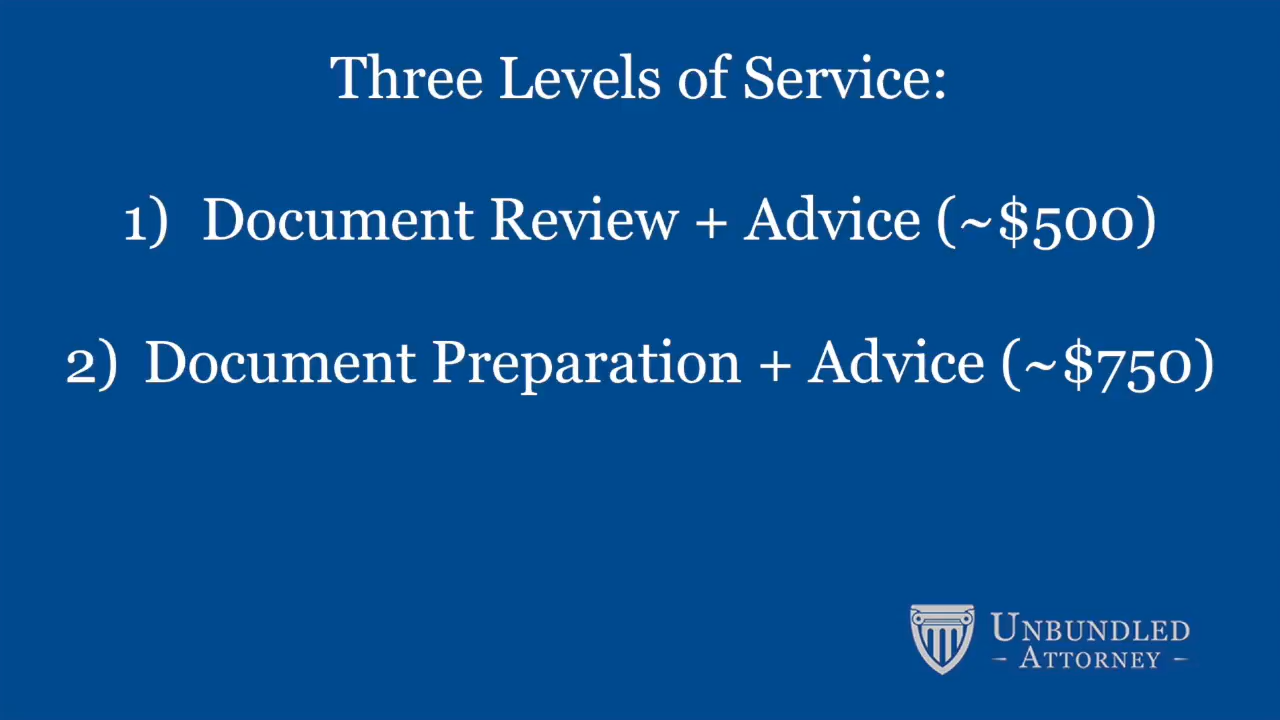 Three Levels of Service:
1) Document Review + Advice (~$500)
2) Document Preparation + Advice (~$750)
UNBUNDLED
- ATTORNEY -